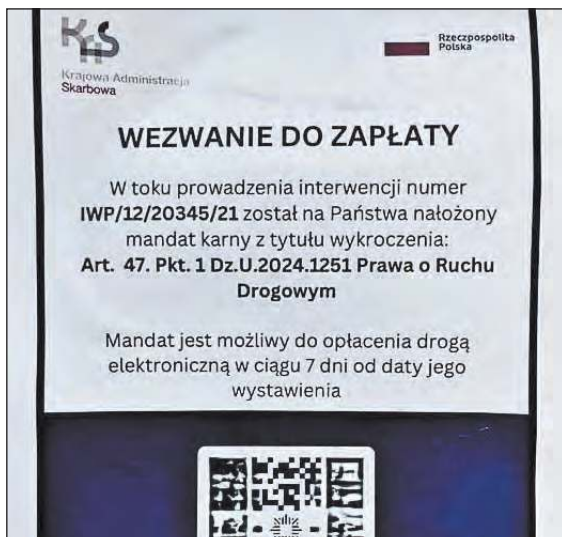 KAS
Rzeczpospolita
Polska
Krajowa Administracja
Skarbowa
WEZWANIE DO ZAPŁATY
W toku prowadzenia interwencji numer
IWP/12/20345/21 został na Państwa nałożony
mandat karny z tytułu wykroczenia:
Art. 47. Pkt. 1 Dz.U.2024.1251 Prawa o Ruchu
Drogowym
Mandat jest możliwy do opłacenia drogą
elektroniczną w ciągu 7 dni od daty jego
wystawienia